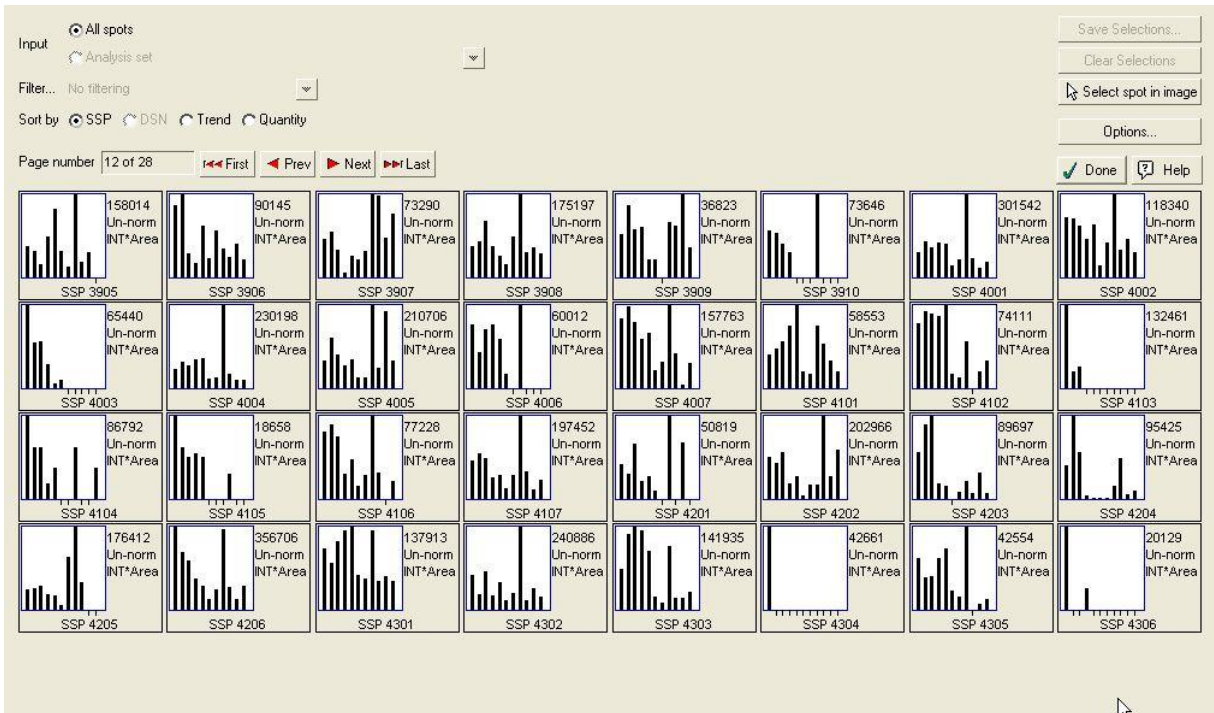 Input
All spots
Analysis set
Filter... No filtering
Sort by SSP DSN Trend Quantity
Page number 12 of 28 First Prev Next Last
Save Selections...
Clear Selections
Select spot in image
Options...
Done Help
158014 90145 73290 175197 36823 73646 301542 118340
Un-norm Un-norm Un-norm Un-norm Un-norm Un-norm Un-norm Un-norm
INT*Area INT*Area INT*Area INT*Area INT*Area INT*Area INT*Area INT*Area
SSP 3905 SSP 3906 SSP 3907 SSP 3908 SSP 3909 SSP 3910 SSP 4001 SSP 4002
65440 230198 210706 60012 157763 58553 74111 132461
Un-norm Un-norm Un-norm Un-norm Un-norm Un-norm Un-norm Un-norm
INT*Area INT*Area INT*Area INT*Area INT*Area INT*Area INT*Area INT*Area
SSP 4003 SSP 4004 SSP 4005 SSP 4006 SSP 4007 SSP 4101 SSP 4102 SSP 4103
86792 18658 77228 197452 50819 202966 89697 95425
Un-norm Un-norm Un-norm Un-norm Un-norm Un-norm Un-norm Un-norm
INT*Area INT*Area INT*Area INT*Area INT*Area INT*Area INT*Area INT*Area
SSP 4104 SSP 4105 SSP 4106 SSP 4107 SSP 4201 SSP 4202 SSP 4203 SSP 4204
176412 356706 137913 240886 141935 42661 42554 20129
Un-norm Un-norm Un-norm Un-norm Un-norm Un-norm Un-norm Un-norm
INT*Area INT*Area INT*Area INT*Area INT*Area INT*Area INT*Area INT*Area
SSP 4205 SSP 4206 SSP 4301 SSP 4302 SSP 4303 SSP 4304 SSP 4305 SSP 4306